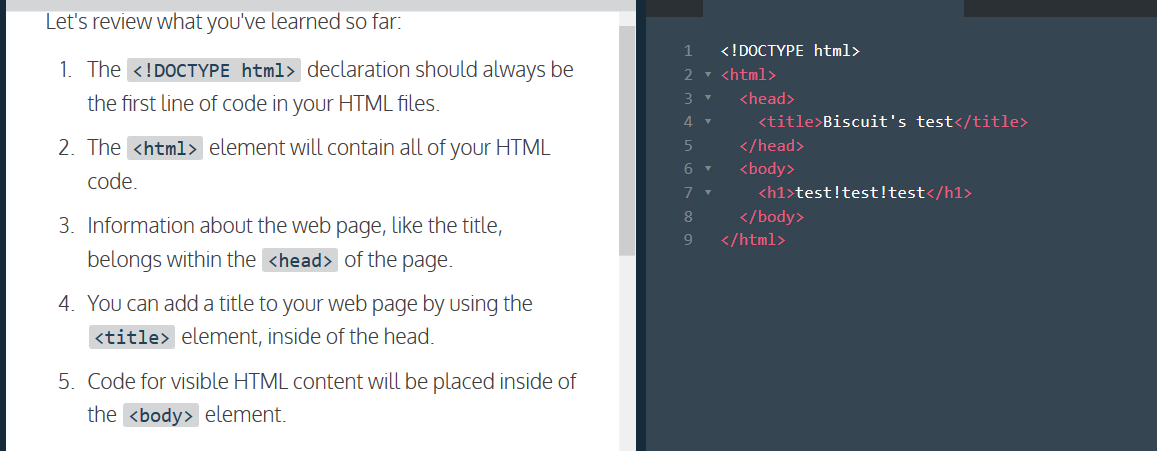 Let's review what you've learned so far:
1. The <!DOCTYPE html> declaration should always be
the first line of code in your HTML files.
2. The <html> element will contain all of your HTML
code.
3. Information about the web page, like the title,
belongs within the <head> of the page.
4. You can add a title to your web page by using the
<title> element, inside of the head.
5. Code for visible HTML content will be placed inside of
the <body> element.
1 <!DOCTYPE html>
2 <html>
3 <head>
4 <title>Biscuit's test</title>
5 </head>
6 <body>
7 <h1>test!test!test</h1>
8 </body>
9 </html>